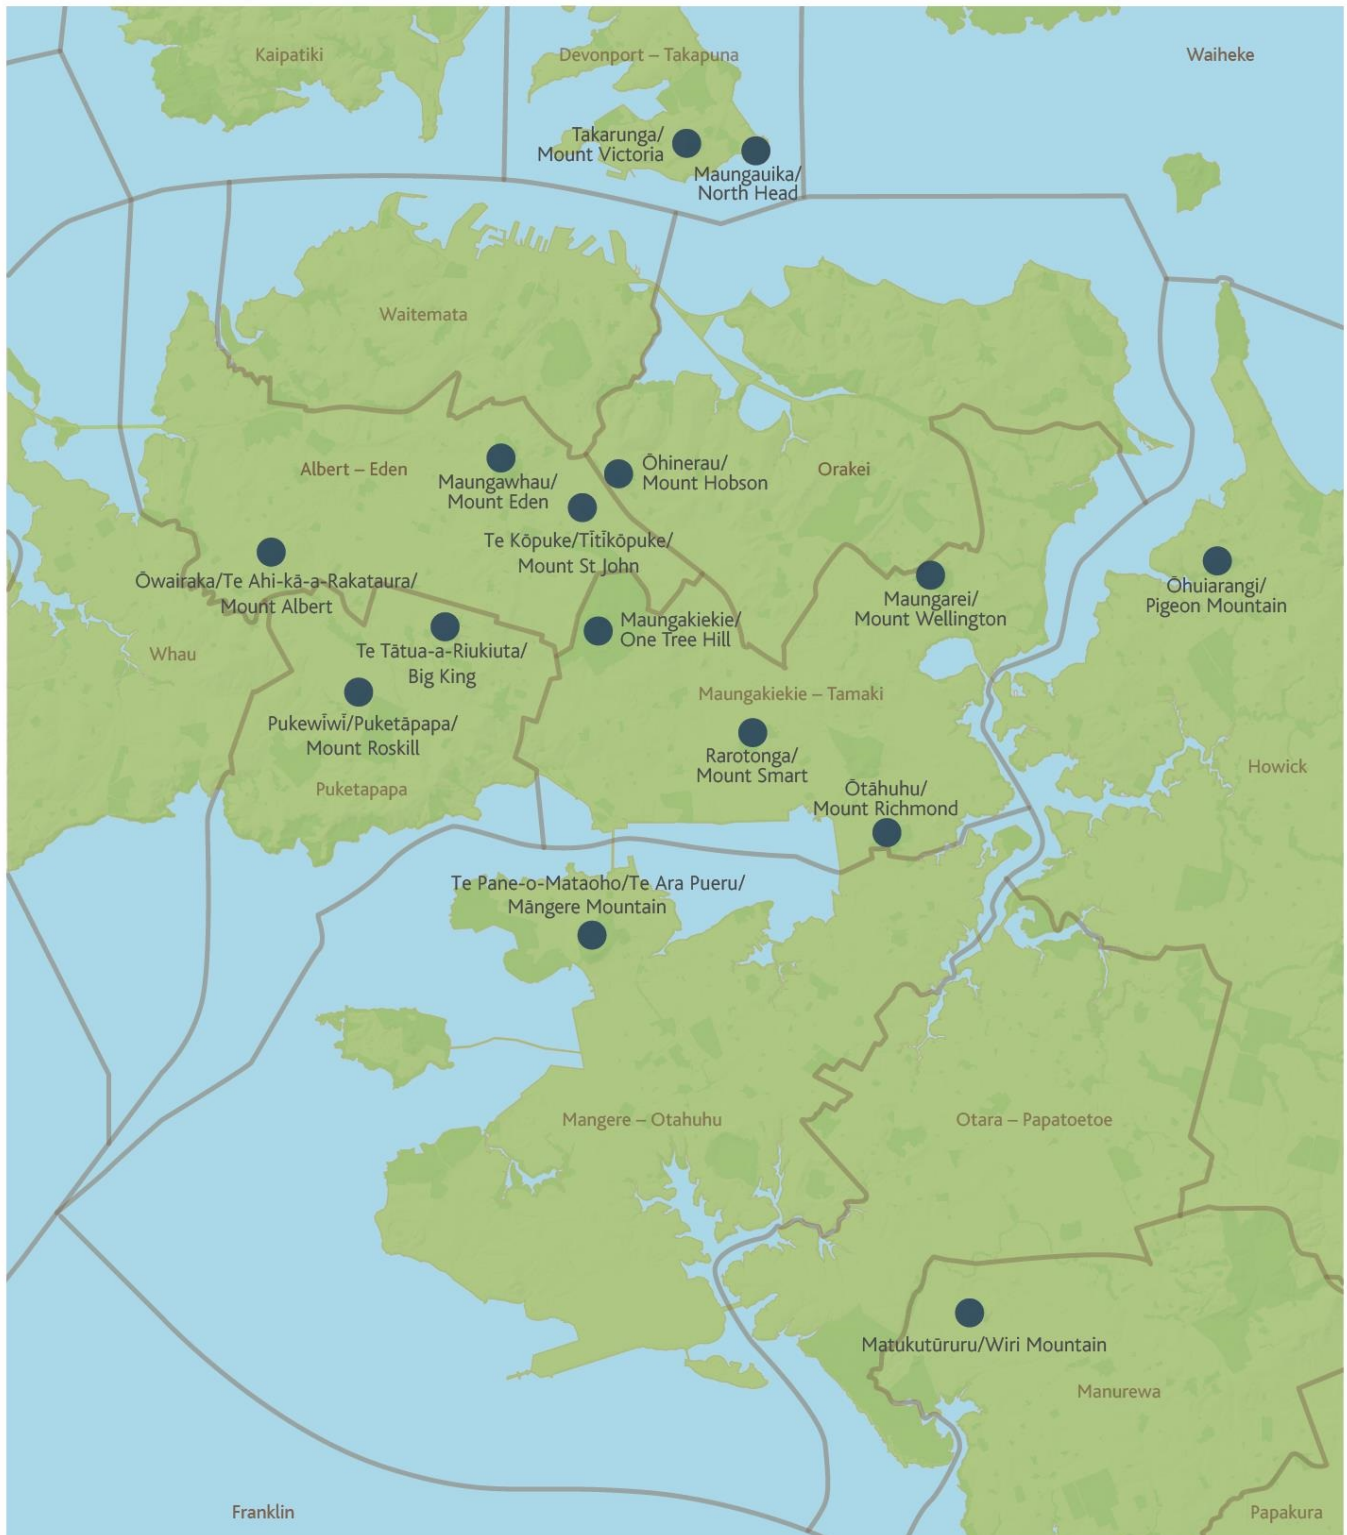 Kaipatiki
Devonport – Takapuna
Waiheke
Takarunga/
Mount Victoria
Maungauika/
North Head
Waitemata
Albert – Eden
Maungawhau/
Mount Eden
Ōhinerau/
Mount Hobson
Orakei
Te Kōpuke/Tītīkōpuke/
Mount St John
Ōwairaka/Te Ahi-kā-a-Rakataura/
Mount Albert
Maungarei/
Mount Wellington
Ōhuiarangi/
Pigeon Mountain
Maungakiekie/
One Tree Hill
Te Tātua-a-Riukiuta/
Big King
Whau
Pukewīwī/Puketāpapa/
Mount Roskill
Maungakiekie – Tamaki
Rarotonga/
Mount Smart
Howick
Puketapapa
Ōtāhuhu/
Mount Richmond
Te Pane-o-Mataoho/Te Ara Pueru/
Māngere Mountain
Mangere – Otahuhu
Otara – Papatoetoe
Matukutūruru/Wiri Mountain
Manurewa
Franklin
Papakura